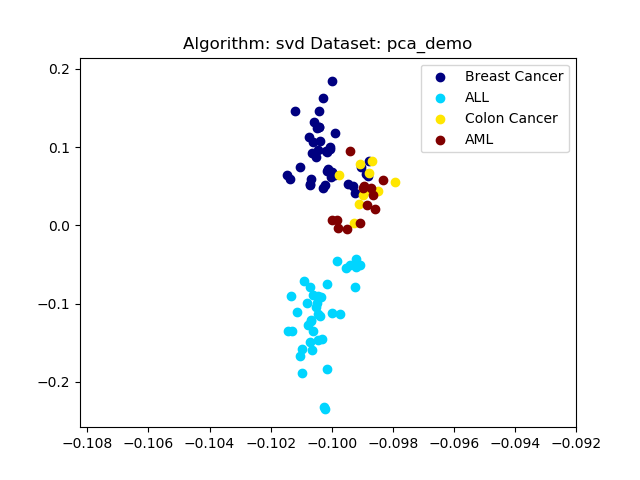 Algorithm: svd Dataset: pca_demo
Breast Cancer
ALL
Colon Cancer
AML
0.2
0.1
0.0
−0.1
−0.2
−0.108 −0.106 −0.104 −0.102 −0.100 −0.098 −0.096 −0.094 −0.092